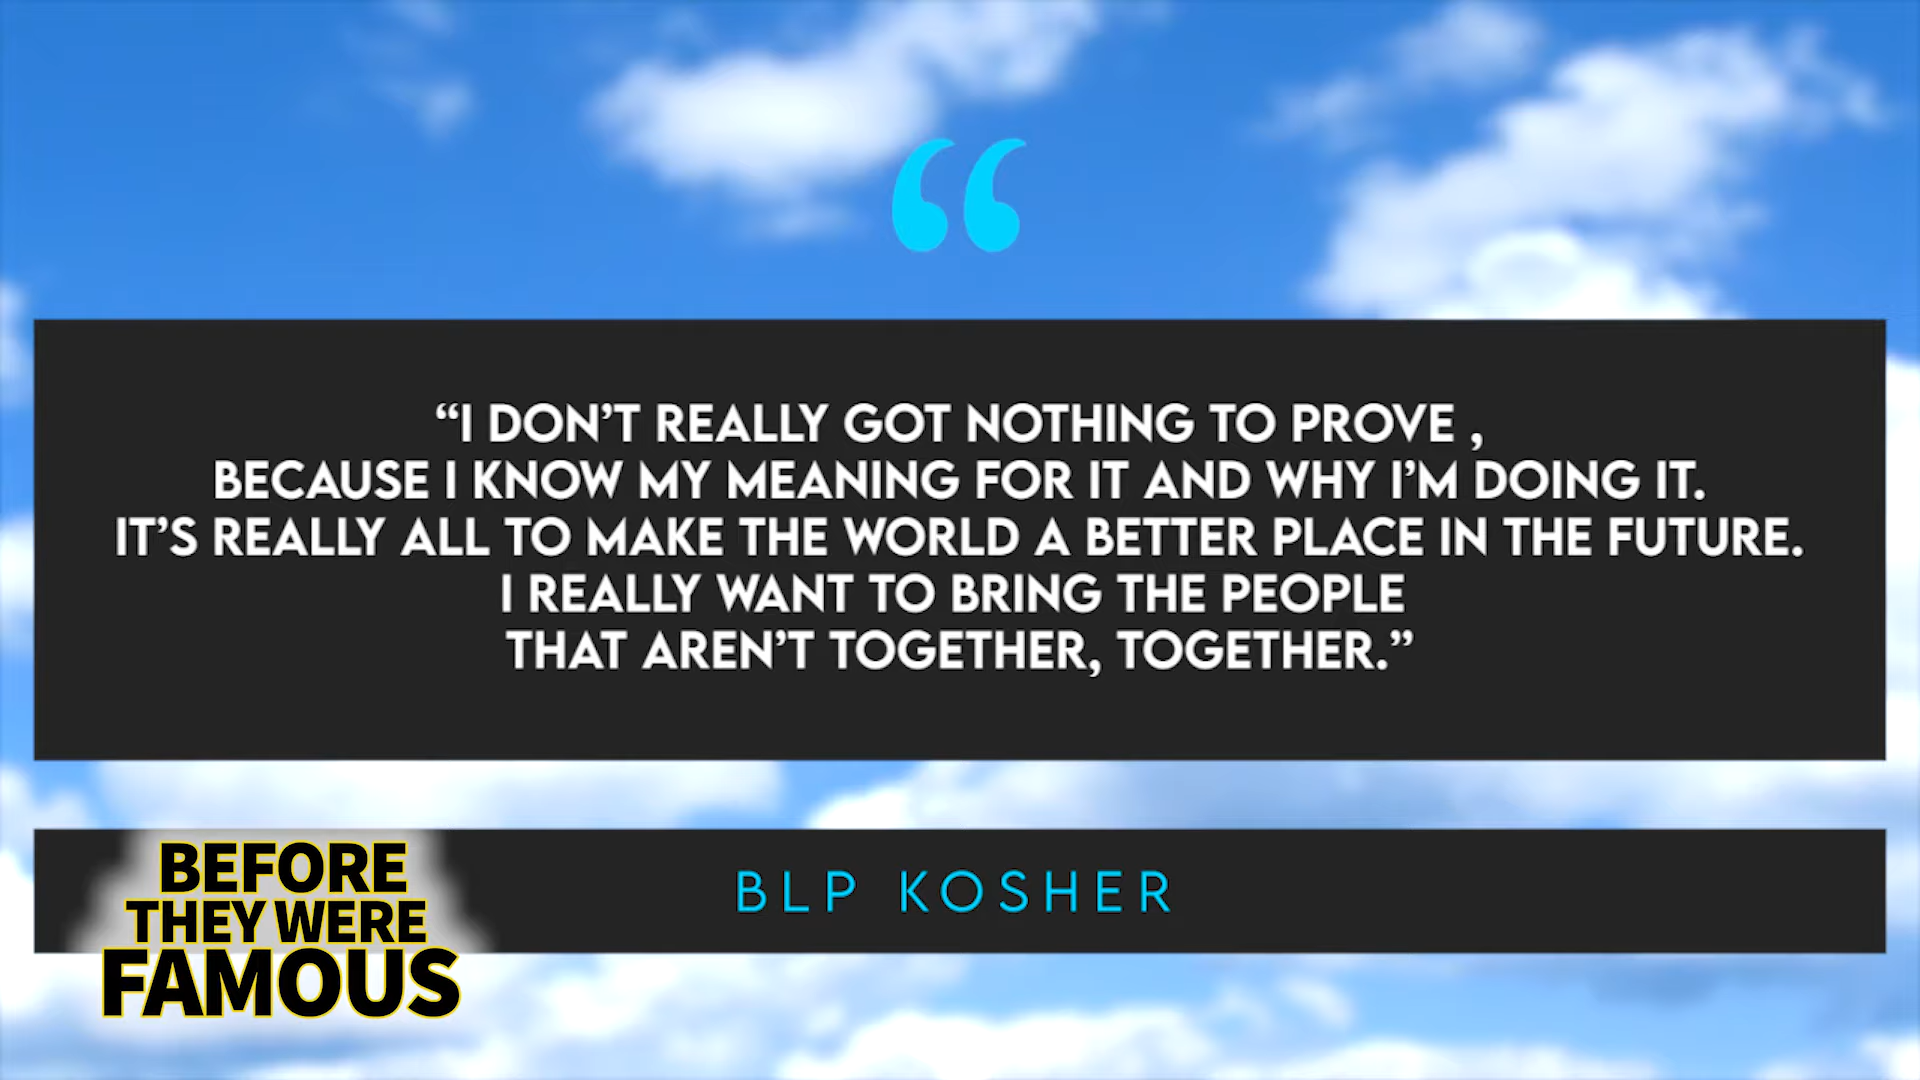 “
“I DON’T REALLY GOT NOTHING TO PROVE ,
BECAUSE I KNOW MY MEANING FOR IT AND WHY I’M DOING IT.
IT’S REALLY ALL TO MAKE THE WORLD A BETTER PLACE IN THE FUTURE.
I REALLY WANT TO BRING THE PEOPLE
THAT AREN’T TOGETHER, TOGETHER.”
BLP KOSHER
BEFORE
THEY WERE
FAMOUS